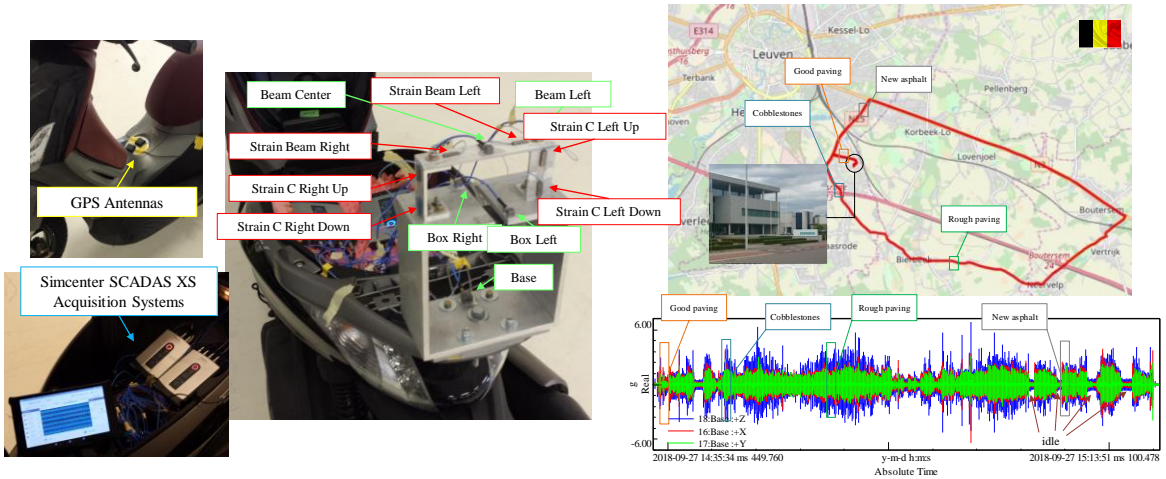 GPS Antennas
Simcenter SCADAS XS
Acquisition Systems
Beam Center
Strain Beam Left
Beam Left
Strain Beam Right
Strain C Left Up
Strain C Right Up
Strain C Right Down
Strain C Left Down
Box Right
Box Left
Base
E314
Kessel-Lo
Leuven
Terbank
Good paving
New asphalt
Pellenberg
Cobblestones
Korbeek-Lo
Lovenjoel
Boutersem
Rough paving
Bierbeek
Boutersem
24
Vertrijk
Neervelp
Good paving
Cobblestones
Rough paving
New asphalt
6.00
g
Real
-6.00
18:Base :+Z
16:Base :+X
17:Base :+Y
idle
2018-09-27 14:35:34 ms 449.760
y-m-d h:m:s
2018-09-27 15:13:51 ms 100.478
Absolute Time